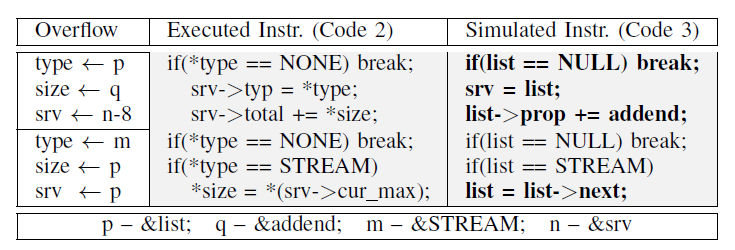 Overflow Executed Instr. (Code 2) Simulated Instr. (Code 3)
type ← p if(*type == NONE) break; if(list == NULL) break;
size ← q srv->typ = *type; srv = list;
srv ← n-8 srv->total += *size; list->prop += addend;
type ← m if(*type == NONE) break; if(list == NULL) break;
size ← p if(*type == STREAM) if(list == STREAM)
srv ← p *size = *(srv->cur_max); list = list->next;
p – &list; q – &addend; m – &STREAM; n – &srv